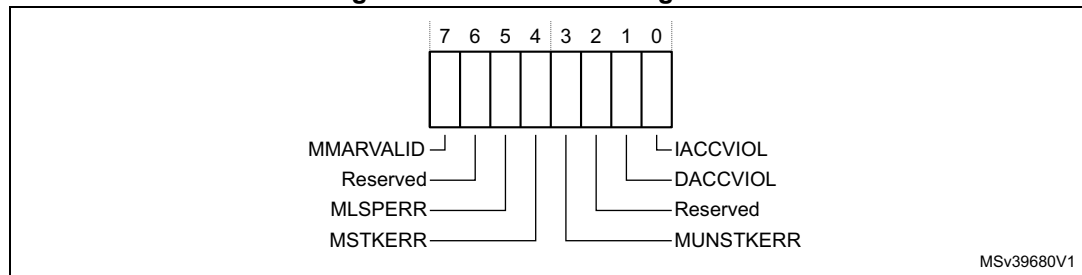 7 6 5 4 3 2 1 0
MMARVALID
IACCVIOL
Reserved
DACCVIOL
MLSPERR
Reserved
MSTKERR
MUNSTKERR
MSv39680V1